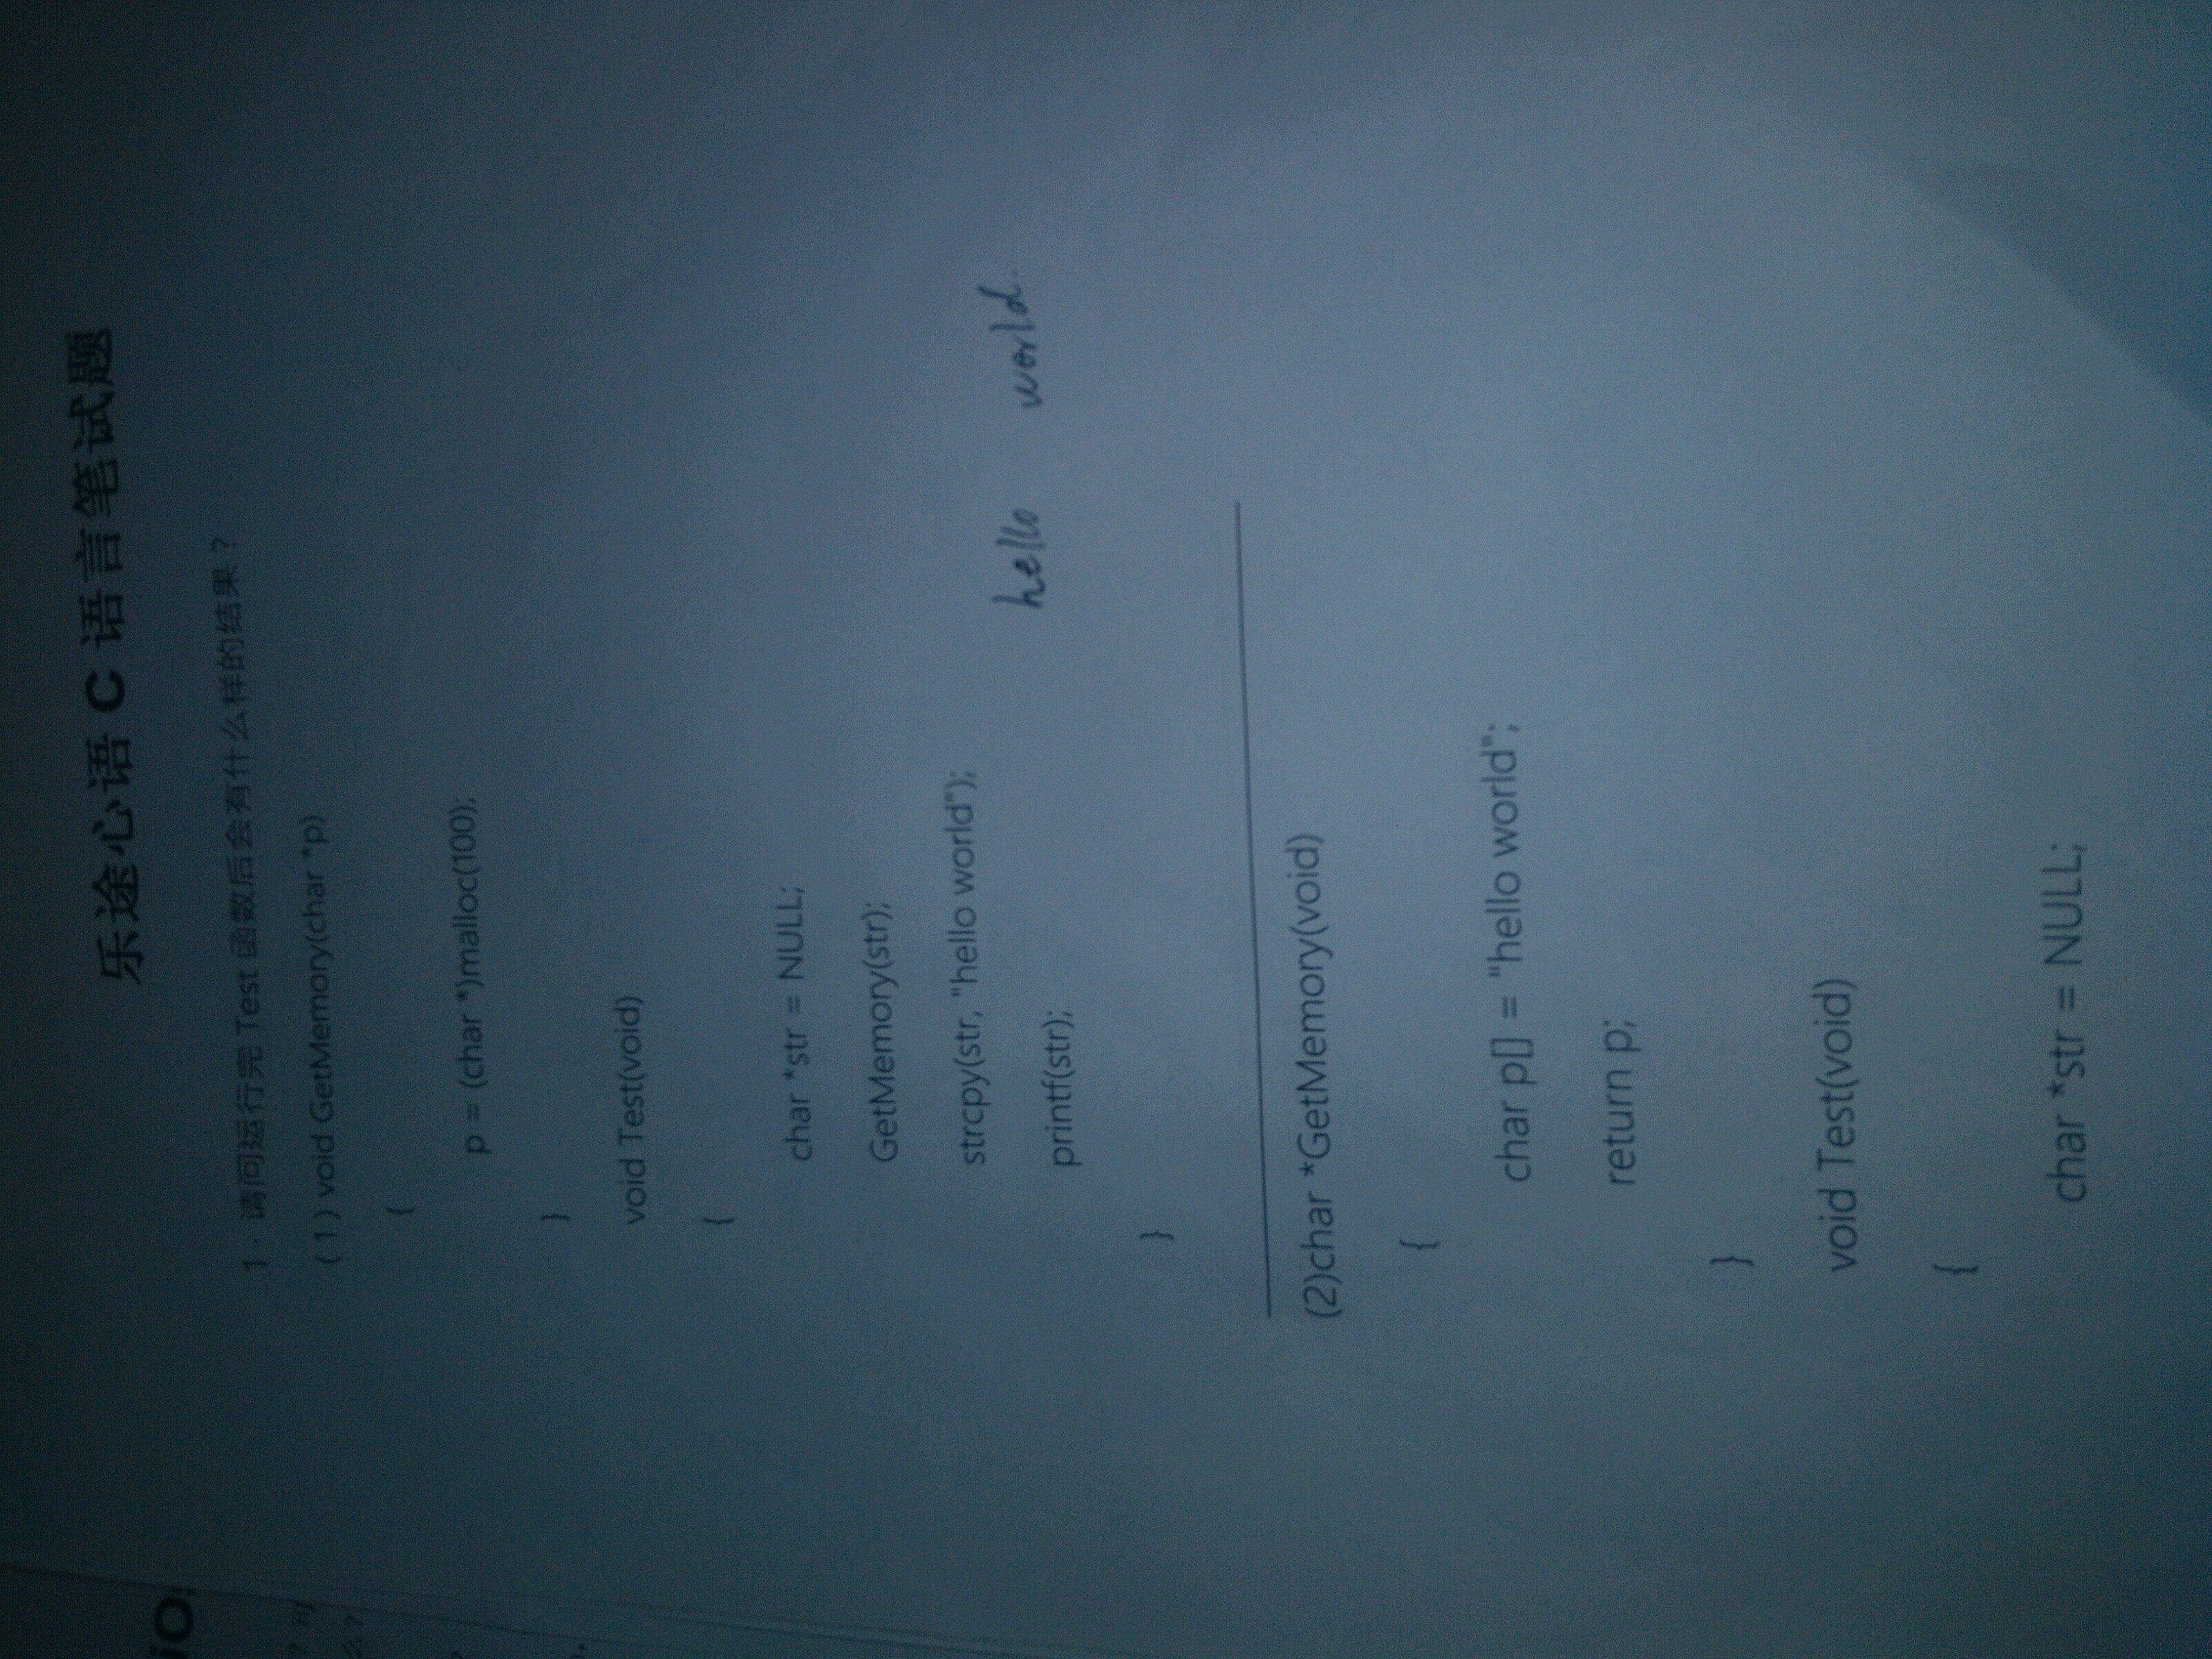 乐途心语 C 语言笔试题
1 · 请问运行完 Test 函数后会有什么样的结果？
（1）void GetMemory(char *p)
{
p = (char *)malloc(100);
}
void Test(void)
{
char *str = NULL;
GetMemory(str);
strcpy(str, "hello world");
printf(str);
hello world.
}
(2)char *GetMemory(void)
{
char p[] = "hello world";
return p;
}
void Test(void)
{
char *str = NULL;
iO
？可
么？